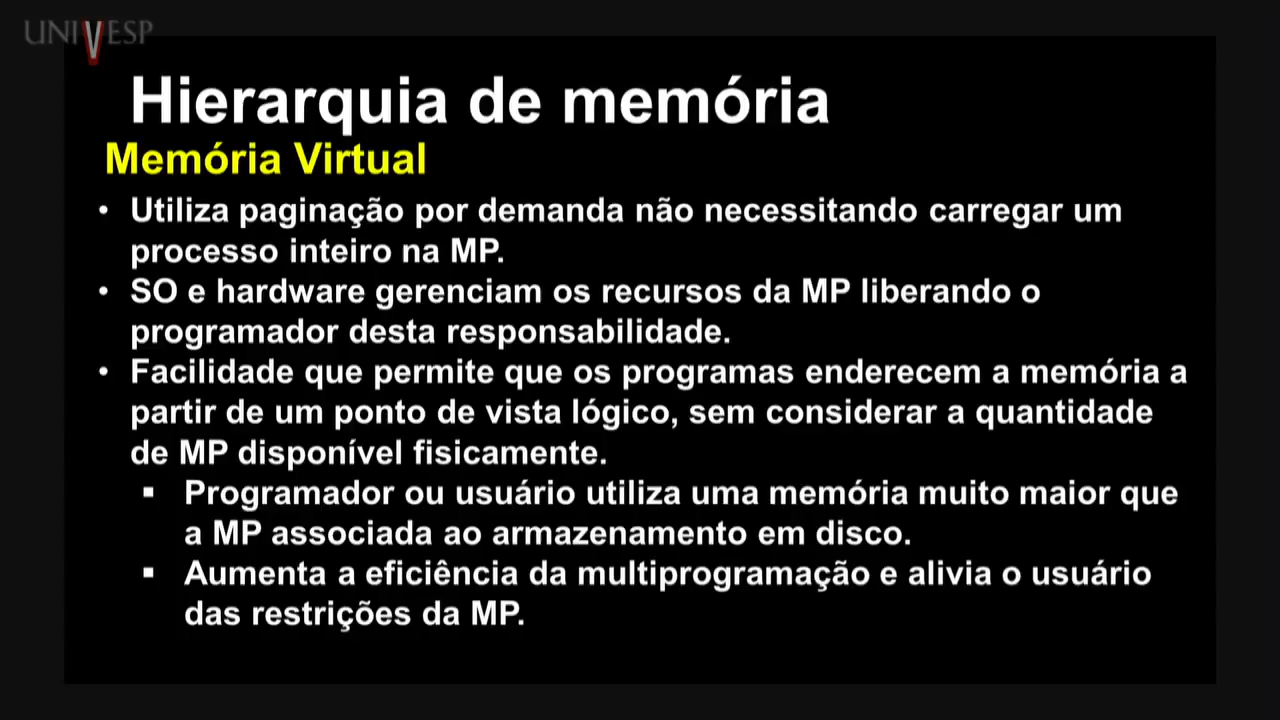 UNIVESP
Hierarquia de memória
Memória Virtual
• Utiliza paginação por demanda não necessitando carregar um
processo inteiro na MP.
• SO e hardware gerenciam os recursos da MP liberando o
programador desta responsabilidade.
• Facilidade que permite que os programas enderecem a memória a
partir de um ponto de vista lógico, sem considerar a quantidade
de MP disponível fisicamente.
▪ Programador ou usuário utiliza uma memória muito maior que
a MP associada ao armazenamento em disco.
▪ Aumenta a eficiência da multiprogramação e alivia o usuário
das restrições da MP.